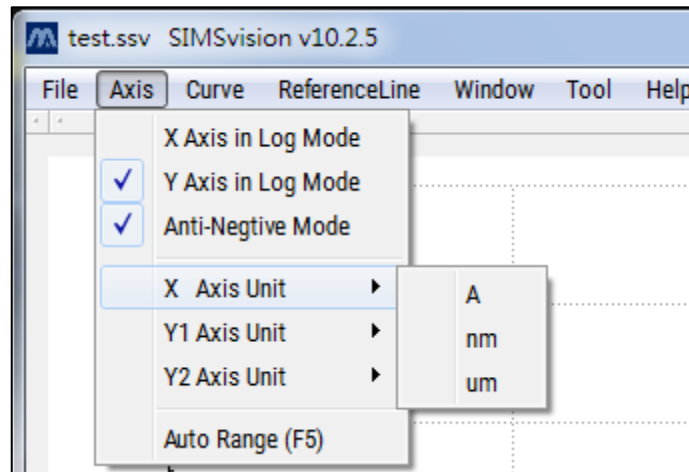 test.ssv SIMSvision v10.2.5
File Axis Curve ReferenceLine Window Tool Help
X Axis in Log Mode
Y Axis in Log Mode
Anti-Negtive Mode
X Axis Unit
A
nm
um
Y1 Axis Unit
Y2 Axis Unit
Auto Range (F5)